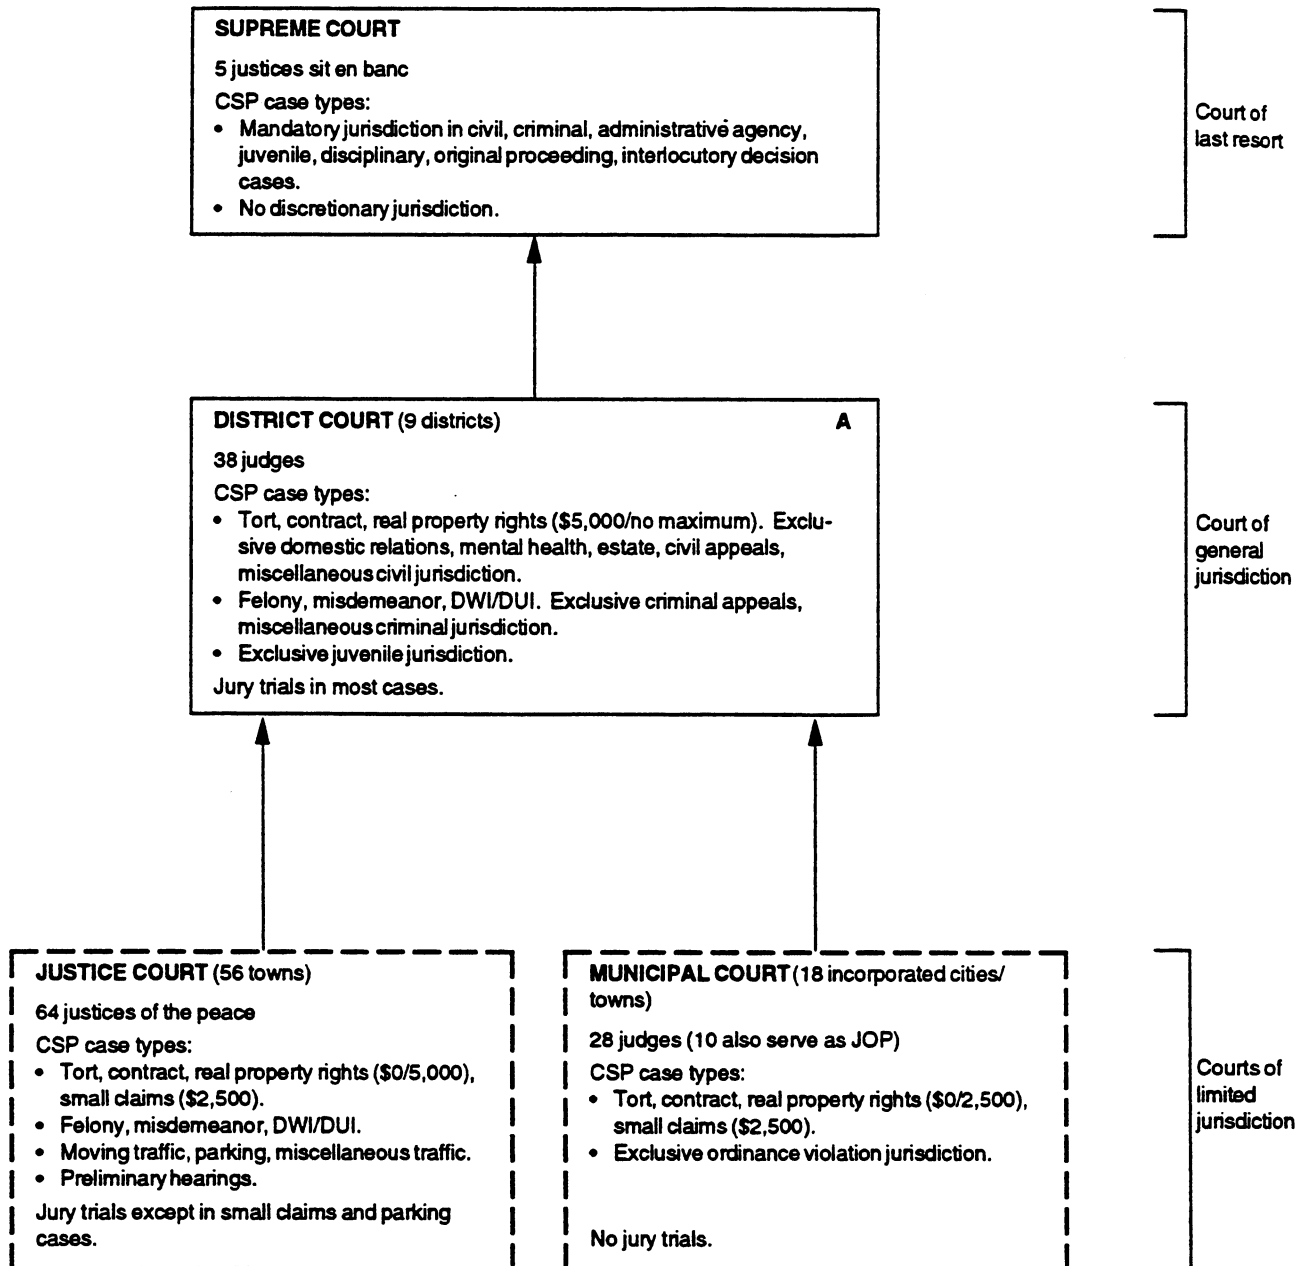 SUPREME COURT
5 justices sit en banc
CSP case types:
• Mandatory jurisdiction in civil, criminal, administrative agency,
juvenile, disciplinary, original proceeding, interlocutory decision
cases.
• No discretionary jurisdiction.
Court of
last resort
DISTRICT COURT (9 districts) A
38 judges
CSP case types:
• Tort, contract, real property rights ($5,000/no maximum). Exclu-
sive domestic relations, mental health, estate, civil appeals,
miscellaneous civil jurisdiction.
• Felony, misdemeanor, DWI/DUI. Exclusive criminal appeals,
miscellaneous criminal jurisdiction.
• Exclusive juvenile jurisdiction.
Jury trials in most cases.
Court of
general
jurisdiction
JUSTICE COURT (56 towns)
64 justices of the peace
CSP case types:
• Tort, contract, real property rights ($0/5,000),
small claims ($2,500).
• Felony, misdemeanor, DWI/DUI.
• Moving traffic, parking, miscellaneous traffic.
• Preliminary hearings.
Jury trials except in small claims and parking
cases.
MUNICIPAL COURT (18 incorporated cities/
towns)
28 judges (10 also serve as JOP)
CSP case types:
• Tort, contract, real property rights ($0/2,500),
small claims ($2,500).
• Exclusive ordinance violation jurisdiction.
No jury trials.
Courts of
limited
jurisdiction